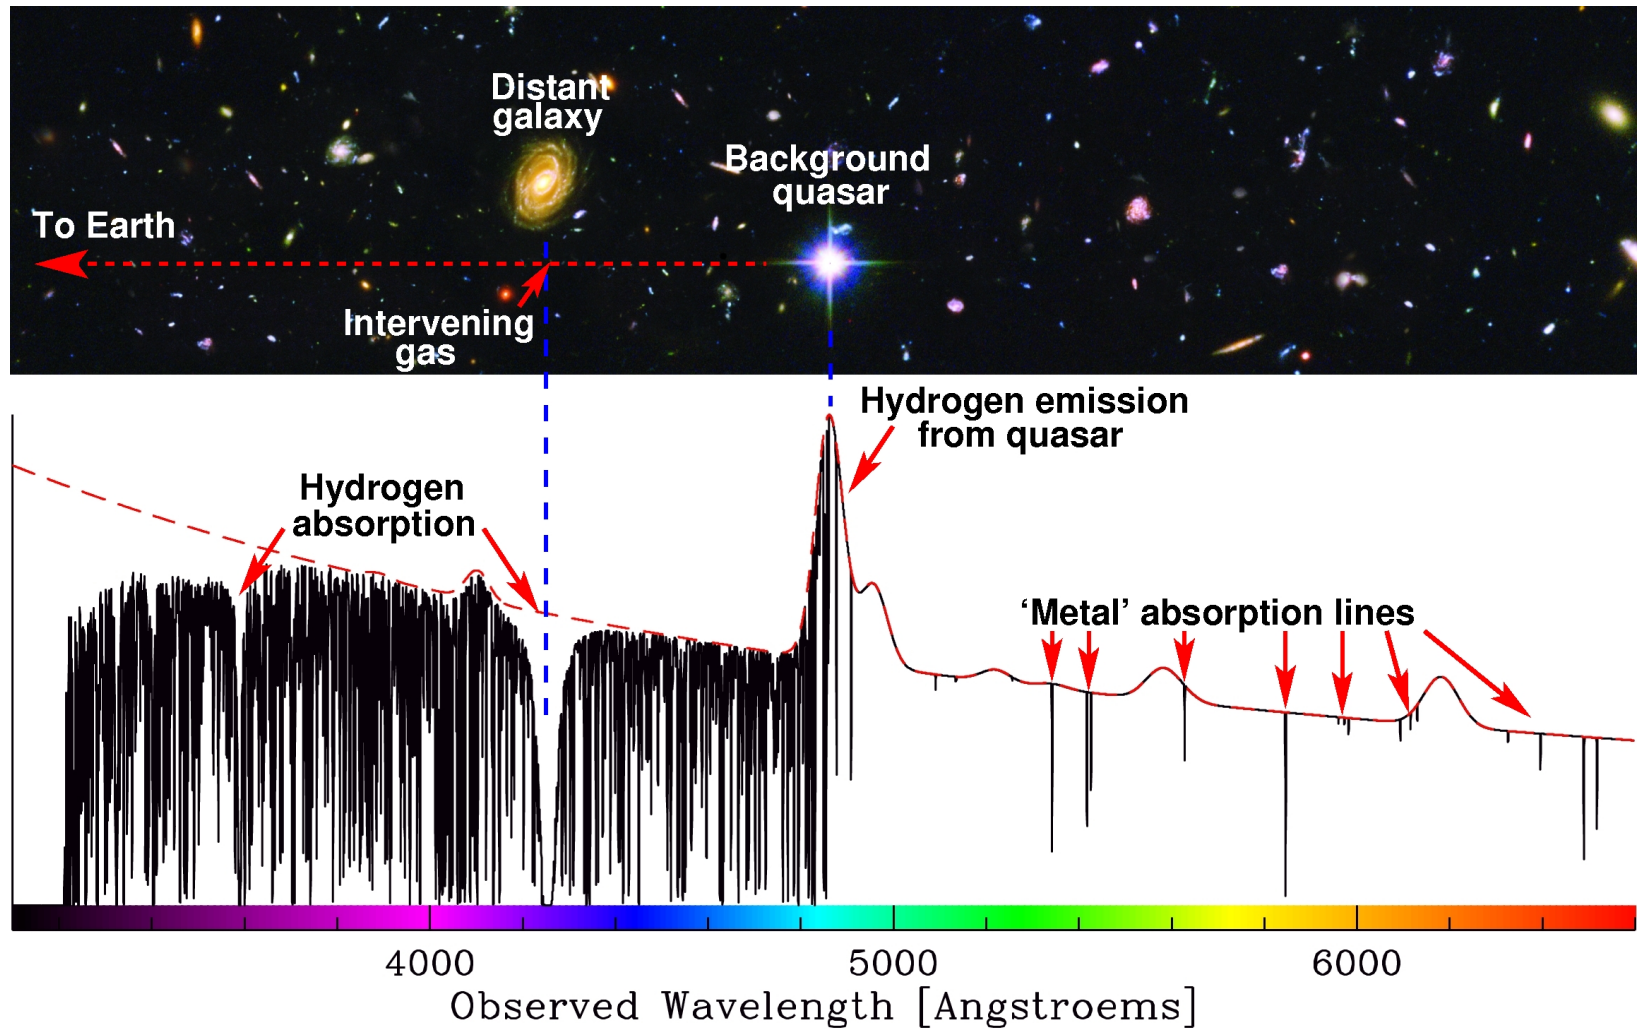 Distant
galaxy
Background
quasar
To Earth
Intervening
gas
Hydrogen emission
from quasar
Hydrogen
absorption
‘Metal’ absorption lines
4000
5000
6000
Observed Wavelength [Angstroems]